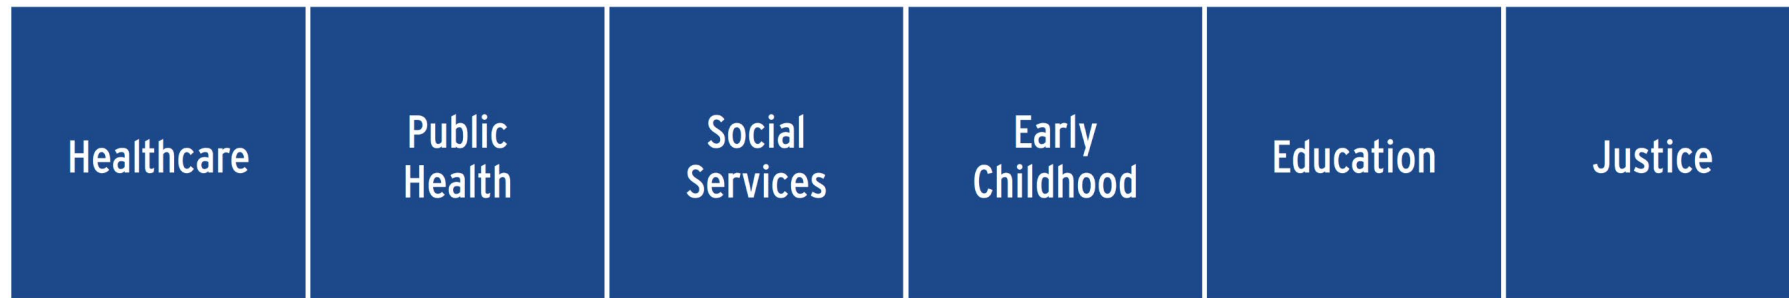 Healthcare
Public
Health
Social
Services
Early
Childhood
Education
Justice